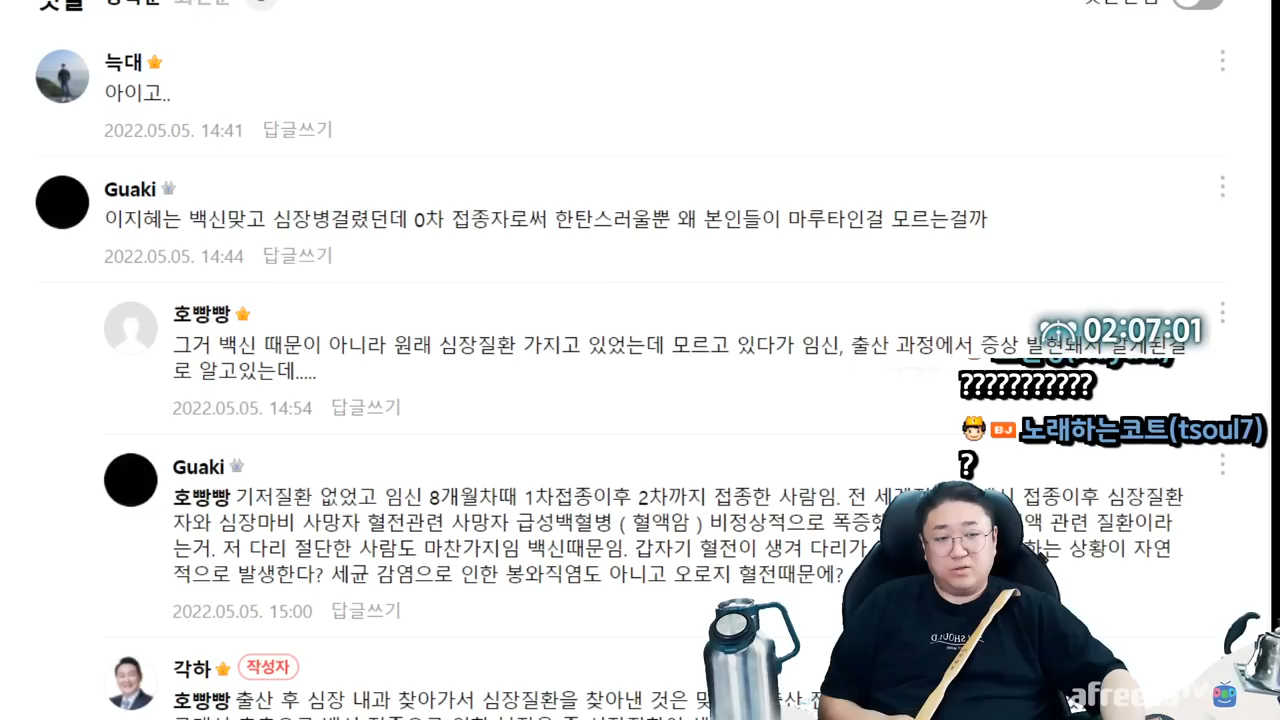 늑대
아이고..
2022.05.05. 14:41 답글쓰기
Guaki
이지혜는 백신맞고 심장병걸렸던데 0차 접종자로써 한탄스러울뿐 왜 본인들이 마루타인걸 모르는걸까
2022.05.05. 14:44 답글쓰기
호빵빵
그거 백신 때문이 아니라 원래 심장질환 가지고 있었는데 모르고 있다가 임신, 출산 과정에서 증상
로 알고있는데.....
2022.05.05. 14:54 답글쓰기
02:07:01
???????????
BJ 노래하는코트(tsoul7)
?
Guaki
호빵빵 기저질환 없었고 임신 8개월차때 1차접종이후 2차까지 접종한 사람임. 전 접종이후 심장질환
자와 심장마비 사망자 혈전관련 사망자 급성백혈병 ( 혈액암 ) 비정상적으로 관련 질환이라
는거. 저 다리 절단한 사람도 마찬가지임 백신때문임. 갑자기 혈전이 생겨 다리가 하는 상황이 자연
적으로 발생한다? 세균 감염으로 인한 봉와직염도 아니고 오로지 혈전때문에?
2022.05.05. 15:00 답글쓰기
각하 작성자
호빵빵 출산 후 심장 내과 찾아가서 심장질환을 찾아낸 것은